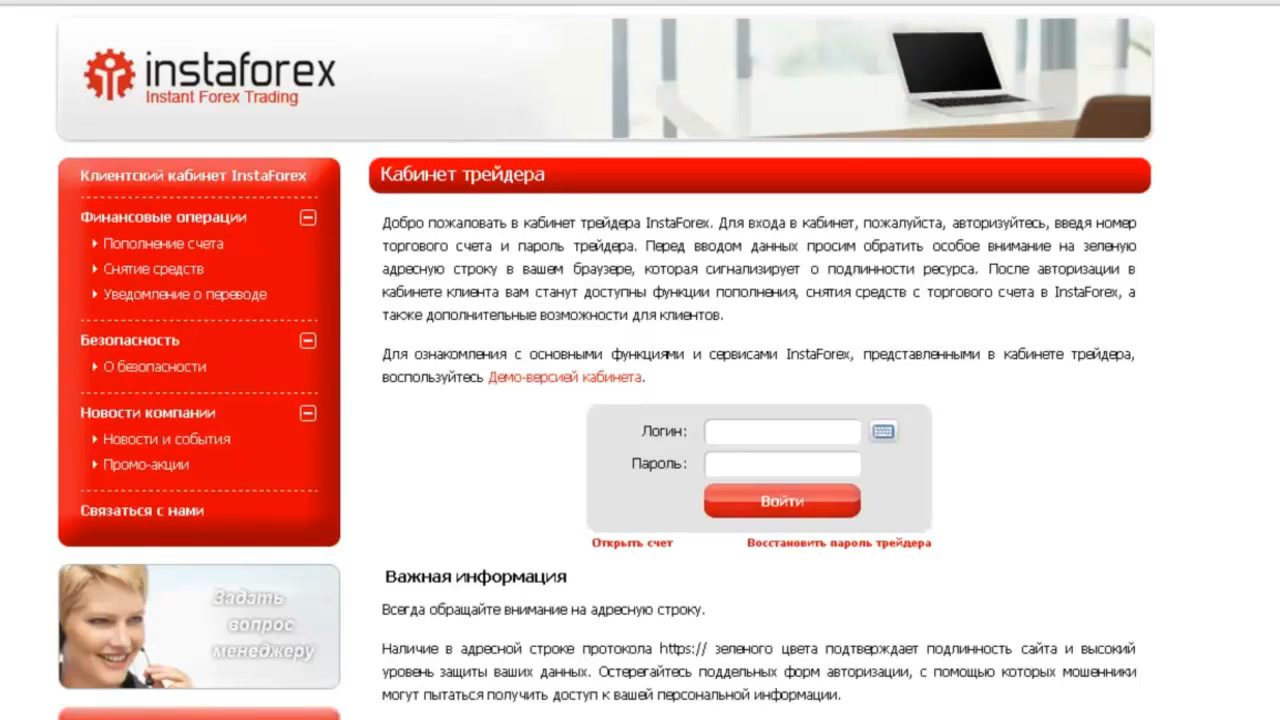 instaforex
Instant Forex Trading
Клиентский кабинет InstaForex
Финансовые операции
Пополнение счета
Снятие средств
Уведомление о переводе
Безопасность
О безопасности
Новости компании
Новости и события
Промо-акции
Связаться с нами
Задать
вопрос
менеджеру
Кабинет трейдера
Добро пожаловать в кабинет трейдера InstaForex. Для входа в кабинет, пожалуйста, авторизуйтесь, введя номер
торгового счета и пароль трейдера. Перед вводом данных просим обратить особое внимание на зеленую
адресную строку в вашем браузере, которая сигнализирует о подлинности ресурса. После авторизации в
кабинете клиента вам станут доступны функции пополнения, снятия средств с торгового счета в InstaForex, а
также дополнительные возможности для клиентов.
Для ознакомления с основными функциями и сервисами InstaForex, представленными в кабинете трейдера,
воспользуйтесь Демо-версией кабинета.
Логин:
Пароль:
Войти
Открыть счет
Восстановить пароль трейдера
Важная информация
Всегда обращайте внимание на адресную строку.
Наличие в адресной строке протокола https:// зеленого цвета подтверждает подлинность сайта и высокий
уровень защиты ваших данных. Остерегайтесь поддельных форм авторизации, с помощью которых мошенники
могут пытаться получить доступ к вашей персональной информации.